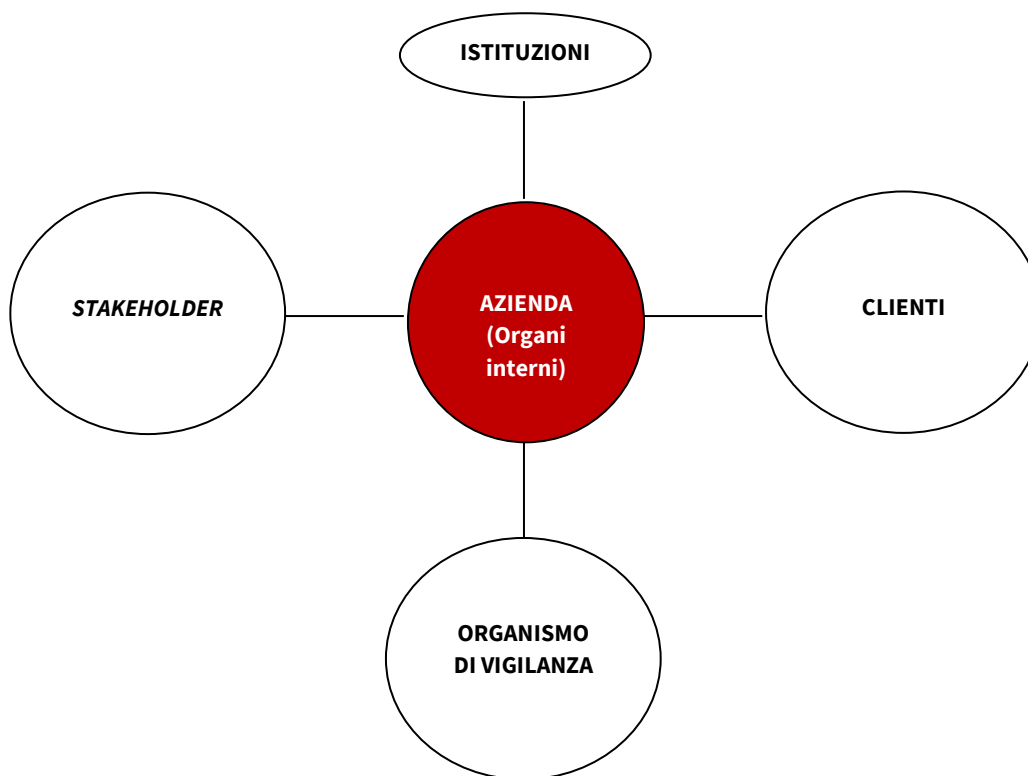 ISTITUZIONI
STAKEHOLDER
AZIENDA
(Organi
interni)
CLIENTI
ORGANISMO
DI VIGILANZA